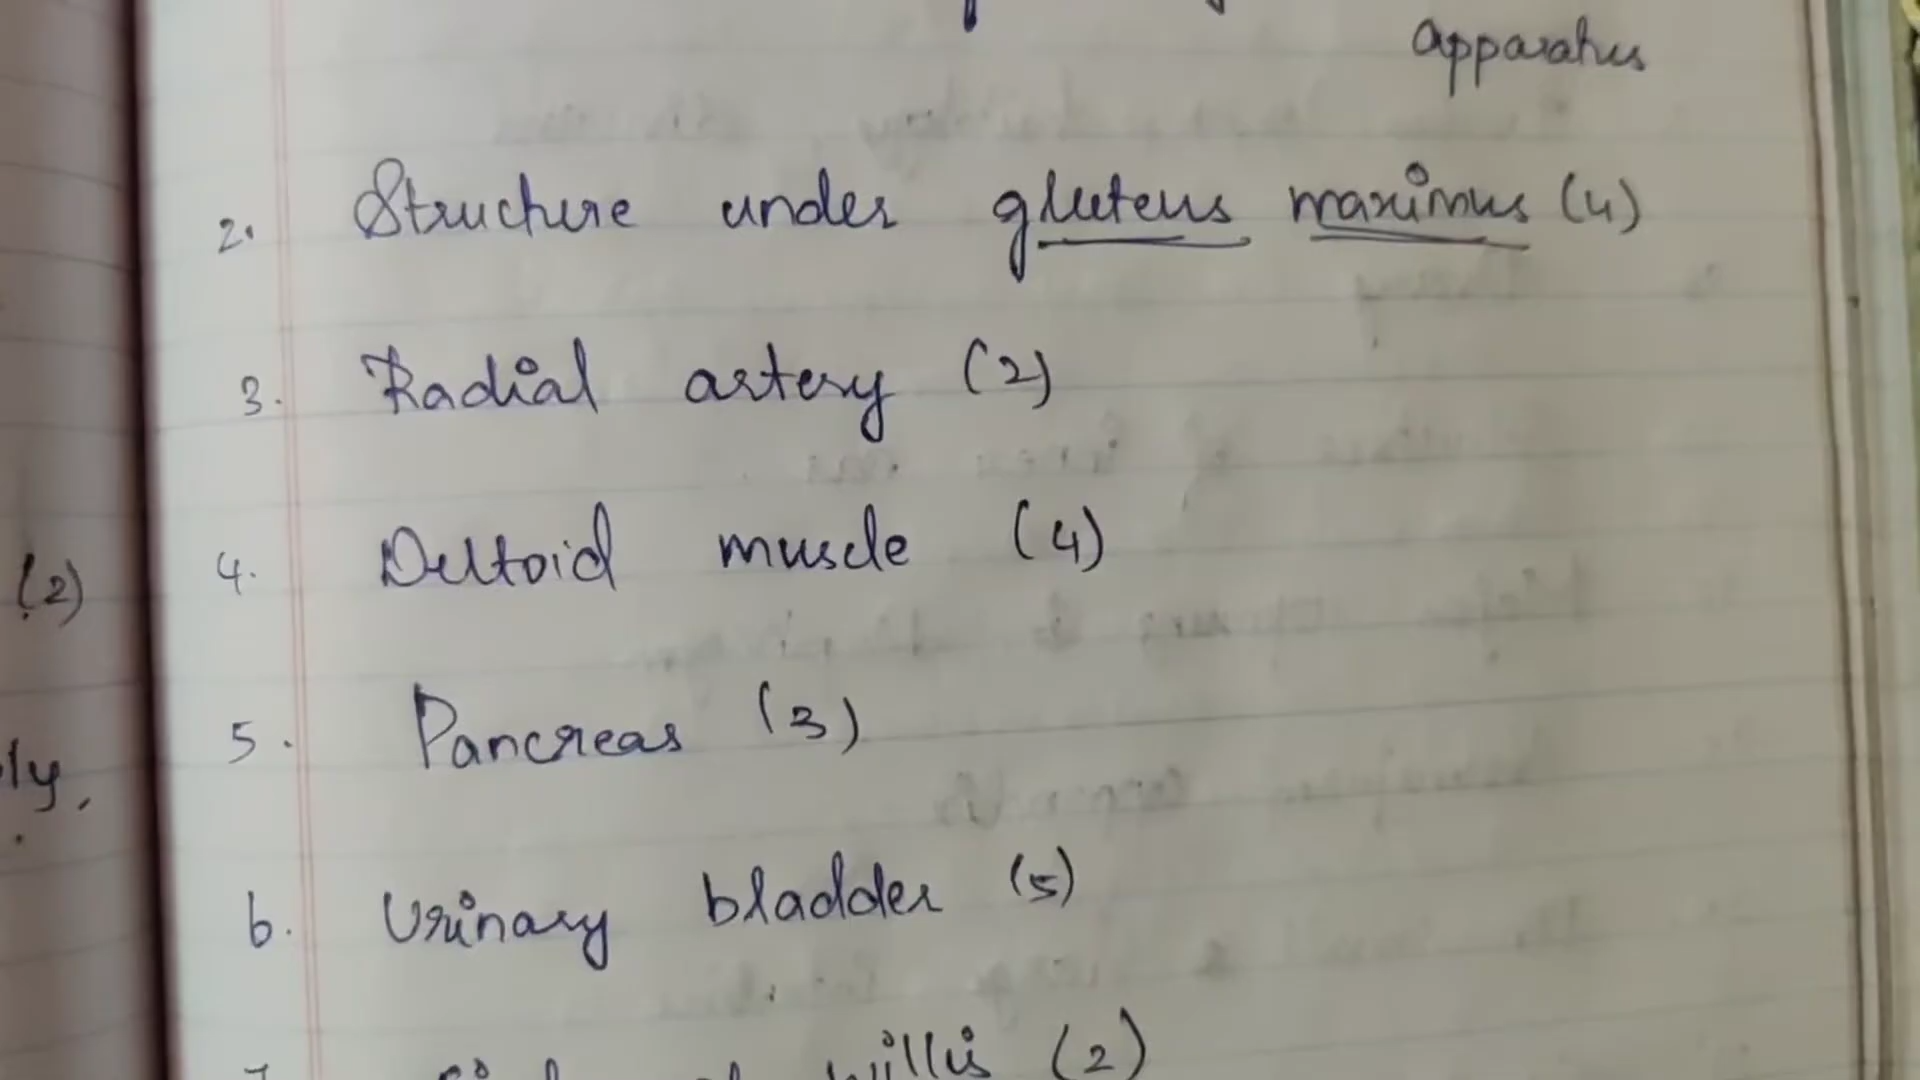 apparatus
2. Structure under gluteus maximus (4)
3. Radial artery (2)
4. Deltoid muscle (4)
(2)
5. Pancreas (3)
ly.
6. Urinary bladder (5)
willis (2)